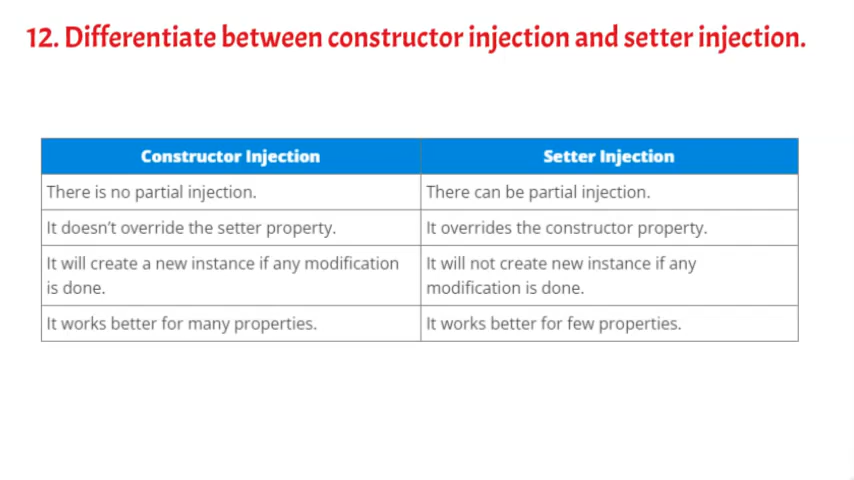 12. Differentiate between constructor injection and setter injection.
Constructor Injection
Setter Injection
There is no partial injection.
There can be partial injection.
It doesn't override the setter property.
It overrides the constructor property.
It will create a new instance if any modification
is done.
It will not create new instance if any
modification is done.
It works better for many properties.
It works better for few properties.